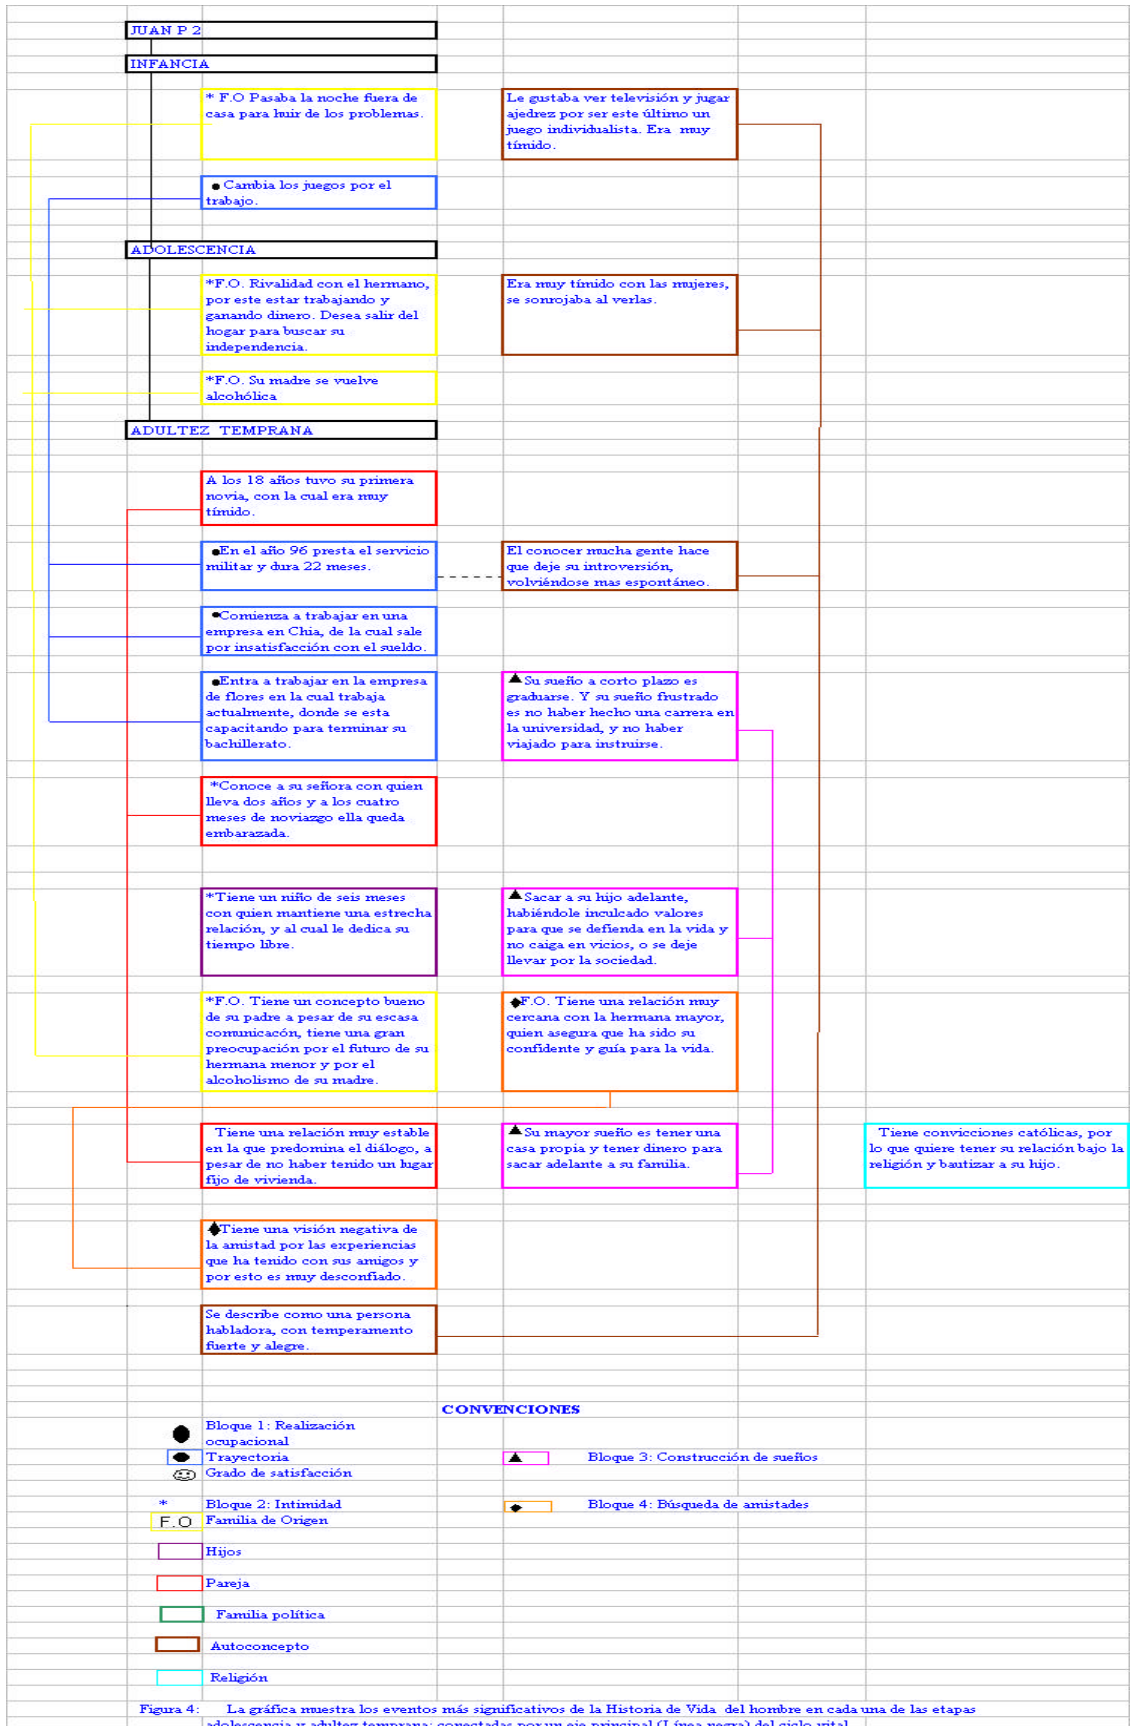 JUAN P 2
INFANCIA
* F.O Pasaba la noche fuera de
casa para huir de los problemas.
Le gustaba ver televisión y jugar
ajedrez por ser este último un
juego individualista. Era muy
tímido.
Cambia los juegos por el
trabajo.
ADOLESCENCIA
*F.O. Rivalidad con el hermano,
por este estar trabajando y
ganando dinero. Desea salir del
hogar para buscar su
independencia.
Era muy tímido con las mujeres,
se sonrojaba al verlas.
*F.O. Su madre se vuelve
alcohólica
ADULTEZ TEMPRANA
A los 18 años tuvo su primera
novia, con la cual era muy
tímido.
En el año 96 presta el servicio
militar y dura 22 meses.
El conocer mucha gente hace
que deje su introversión,
volviéndose mas espontáneo.
Comienza a trabajar en una
empresa en Chia, de la cual sale
por insatisfacción con el sueldo.
Entra a trabajar en la empresa
de flores en la cual trabaja
actualmente, donde se esta
capacitando para terminar su
bachillerato.
Su sueño a corto plazo es
graduarse. Y su sueño frustrado
es no haber hecho una carrera en
la universidad, y no haber
viajado para instruirse.
*Conoce a su señora con quien
lleva dos años y a los cuatro
meses de noviazgo ella queda
embarazada.
*Tiene un niño de seis meses
con quien mantiene una estrecha
relación, y al cual le dedica su
tiempo libre.
Sacar a su hijo adelante,
habiéndole inculcado valores
para que se defienda en la vida y
no caiga en vicios, o se deje
llevar por la sociedad.
*F.O. Tiene un concepto bueno
de su padre a pesar de su escasa
comunicacón, tiene una gran
preocupación por el futuro de su
hermana menor y por el
alcoholismo de su madre.
F.O. Tiene una relación muy
cercana con la hermana mayor,
quien asegura que ha sido su
confidente y guía para la vida.
Tiene una relación muy estable
en la que predomina el diálogo, a
pesar de no haber tenido un lugar
fijo de vivienda.
Su mayor sueño es tener una
casa propia y tener dinero para
sacar adelante a su familia.
Tiene convicciones católicas, por
lo que quiere tener su relación bajo la
religión y bautizar a su hijo.
Tiene una visión negativa de
la amistad por las experiencias
que ha tenido con sus amigos y
por esto es muy desconfiado.
Se describe como una persona
habladora, con temperamento
fuerte y alegre.
CONVENCIONES
Bloque 1: Realización
ocupacional
Trayectoria
Bloque 3: Construcción de sueños
Grado de satisfacción
* Bloque 2: Intimidad
Bloque 4: Búsqueda de amistades
F.O Familia de Origen
Hijos
Pareja
Familia política
Autoconcepto
Religión
Figura 4: La gráfica muestra los eventos más significativos de la Historia de Vida del hombre en cada una de las etapas
adolescencia y adultez temprana; conectadas por un eje principal (Línea negra) del ciclo vital